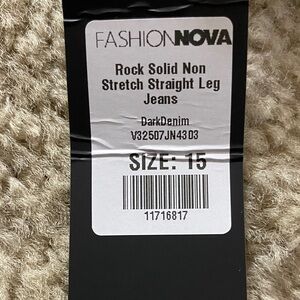 FASHIONNOVA
Rock Solid Non
Stretch Straight Leg
Jeans
DarkDenim
V32507JN4303
SIZE: 15
11716817